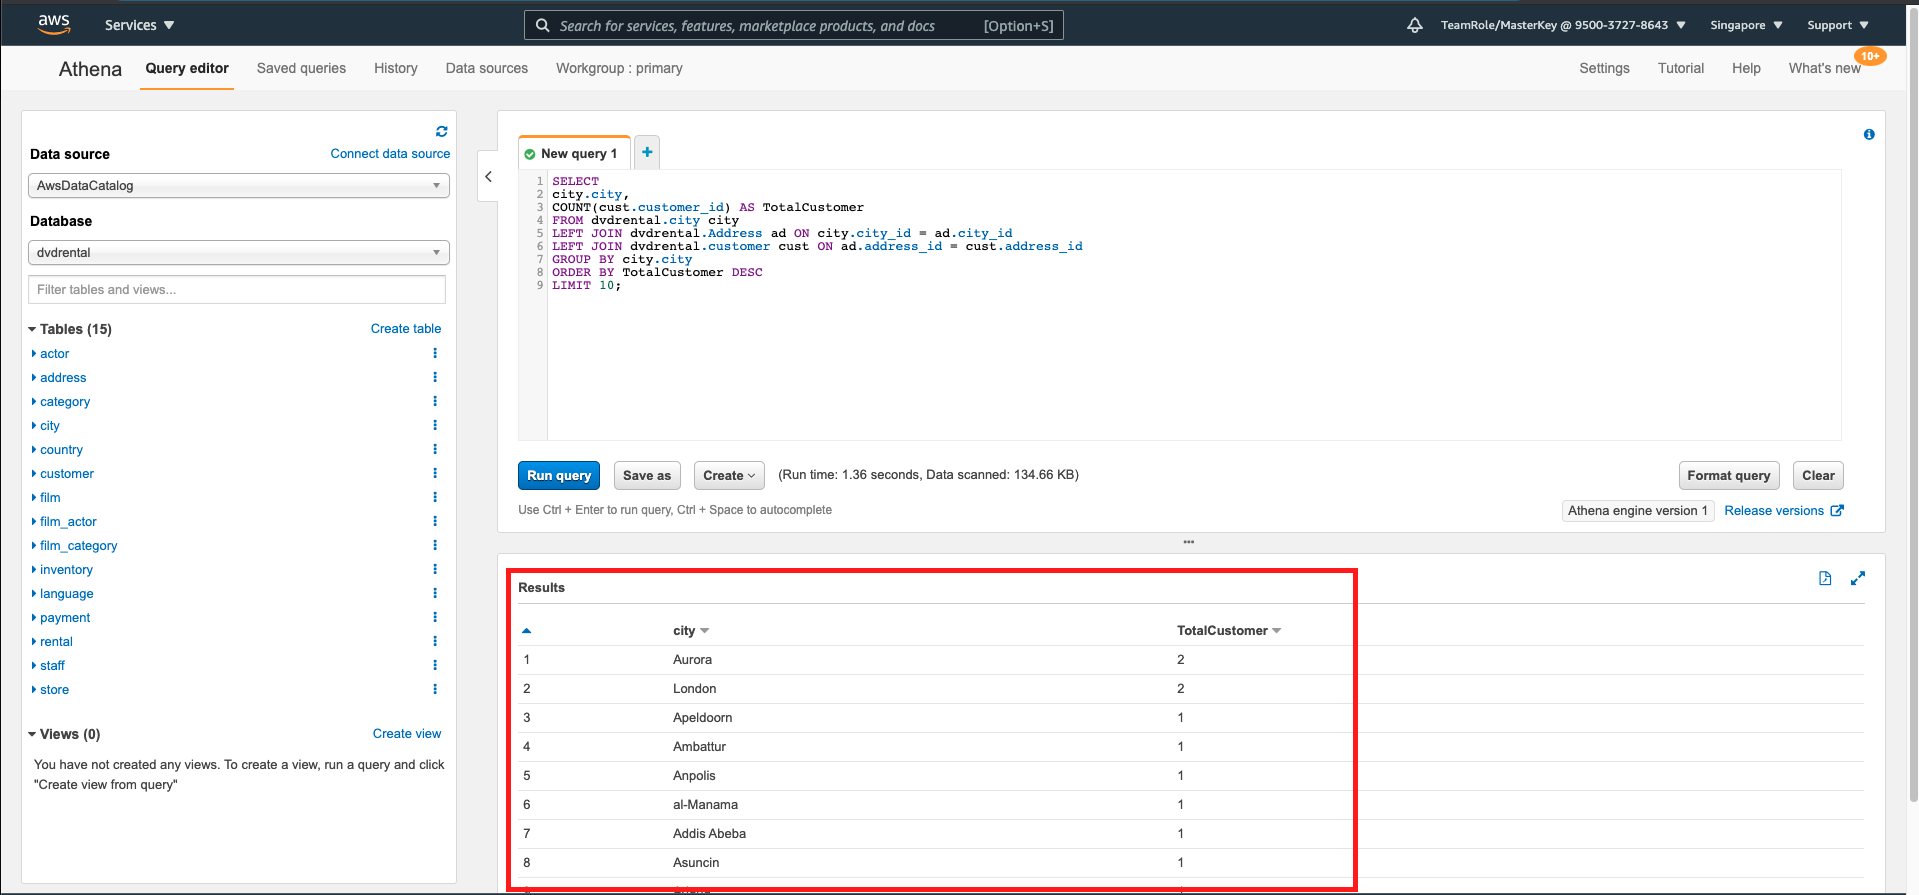 aws
Services
Search for services, features, marketplace products, and docs [Option+S]
TeamRole/MasterKey @ 9500-3727-8643
Singapore
Support
Athena
Query editor
Saved queries
History
Data sources
Workgroup : primary
Settings
Tutorial
Help
What's new
10+
Data source
Connect data source
AwsDataCatalog
Database
dvdrental
Filter tables and views...
Tables (15)
Create table
actor
address
category
city
country
customer
film
film_actor
film_category
inventory
language
payment
rental
staff
store
Views (0)
Create view
You have not created any views. To create a view, run a query and click
"Create view from query"
New query 1
+
1 SELECT
2 city.city,
3 COUNT(cust.customer_id) AS TotalCustomer
4 FROM dvdrental.city city
5 LEFT JOIN dvdrental.Address ad ON city.city_id = ad.city_id
6 LEFT JOIN dvdrental.customer cust ON ad.address_id = cust.address_id
7 GROUP BY city.city
8 ORDER BY TotalCustomer DESC
9 LIMIT 10;
Run query
Save as
Create
(Run time: 1.36 seconds, Data scanned: 134.66 KB)
Format query
Clear
Use Ctrl + Enter to run query, Ctrl + Space to autocomplete
Athena engine version 1
Release versions
Results
city TotalCustomer
1 Aurora 2
2 London 2
3 Apeldoorn 1
4 Ambattur 1
5 Anpolis 1
6 al-Manama 1
7 Addis Abeba 1
8 Asuncin 1